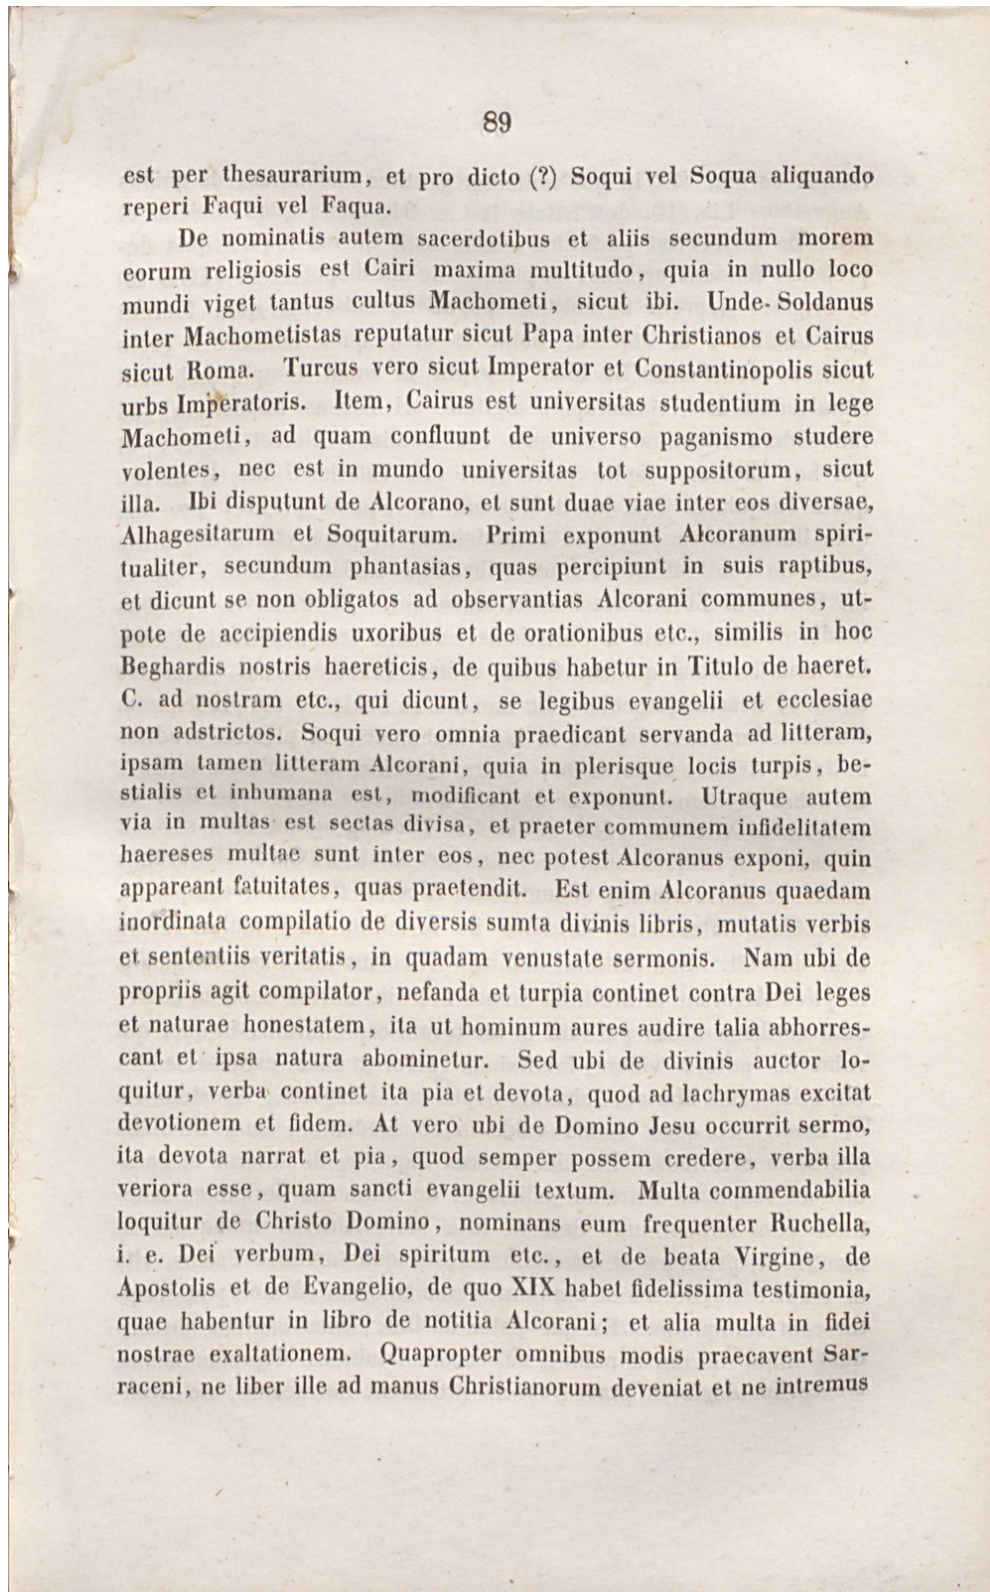 89
est per thesaurarium, et pro dicto (?) Soqui vel Soqua aliquando
reperi Faqui vel Faqua.
De nominatis autem sacerdotibus et aliis secundum morem
eorum religiosis est Cairi maxima multitudo, quia in nullo loco
mundi viget tantus cultus Machometi, sicut ibi. Unde Soldanus
inter Machometistas reputatur sicut Papa inter Christianos et Cairus
sicut Roma. Turcus vero sicut Imperator et Constantinopolis sicut
urbs Imperatoris. Item, Cairus est universitas studentium in lege
Machometi, ad quam confluunt de universo paganismo studere
volentes, nec est in mundo universitas tot suppositorum, sicut
illa. Ibi disputunt de Alcorano, et sunt duae viae inter eos diversae,
Alhagesitarum et Soquitarum. Primi exponunt Alcoranum spiri-
tualiter, secundum phantasias, quas percipiunt in suis raptibus,
et dicunt se non obligatos ad observantias Alcorani communes, ut-
pote de accipiendis uxoribus et de orationibus etc., similis in hoc
Beghardis nostris haereticis, de quibus habetur in Titulo de haeret.
C. ad nostram etc., qui dicunt, se legibus evangelii et ecclesiae
non adstrictos. Soqui vero omnia praedicant servanda ad litteram,
ipsam tamen litteram Alcorani, quia in plerisque locis turpis, be-
stialis et inhumana est, modificant et exponunt. Utraque autem
via in multas est sectas divisa, et praeter communem infidelitatem
haereses multae sunt inter eos, nec potest Alcoranus exponi, quin
appareant fatuitates, quas praetendit. Est enim Alcoranus quaedam
inordinata compilatio de diversis sumta divinis libris, mutatis verbis
et sententiis veritatis, in quadam venustate sermonis. Nam ubi de
propriis agit compilator, nefanda et turpia continet contra Dei leges
et naturae honestatem, ita ut hominum aures audire talia abhorres-
cant et ipsa natura abominetur. Sed ubi de divinis auctor lo-
quitur, verba continet ita pia et devota, quod ad lachrymas excitat
devotionem et fidem. At vero ubi de Domino Jesu occurrit sermo,
ita devota narrat et pia, quod semper possem credere, verba illa
veriora esse, quam sancti evangelii textum. Multa commendabilia
loquitur de Christo Domino, nominans eum frequenter Ruchella,
i. e. Dei verbum, Dei spiritum etc., et de beata Virgine, de
Apostolis et de Evangelio, de quo XIX habet fidelissima testimonia,
quae habentur in libro de notitia Alcorani; et alia multa in fidei
nostrae exaltationem. Quapropter omnibus modis praecavent Sar-
raceni, ne liber ille ad manus Christianorum deveniat et ne intremus